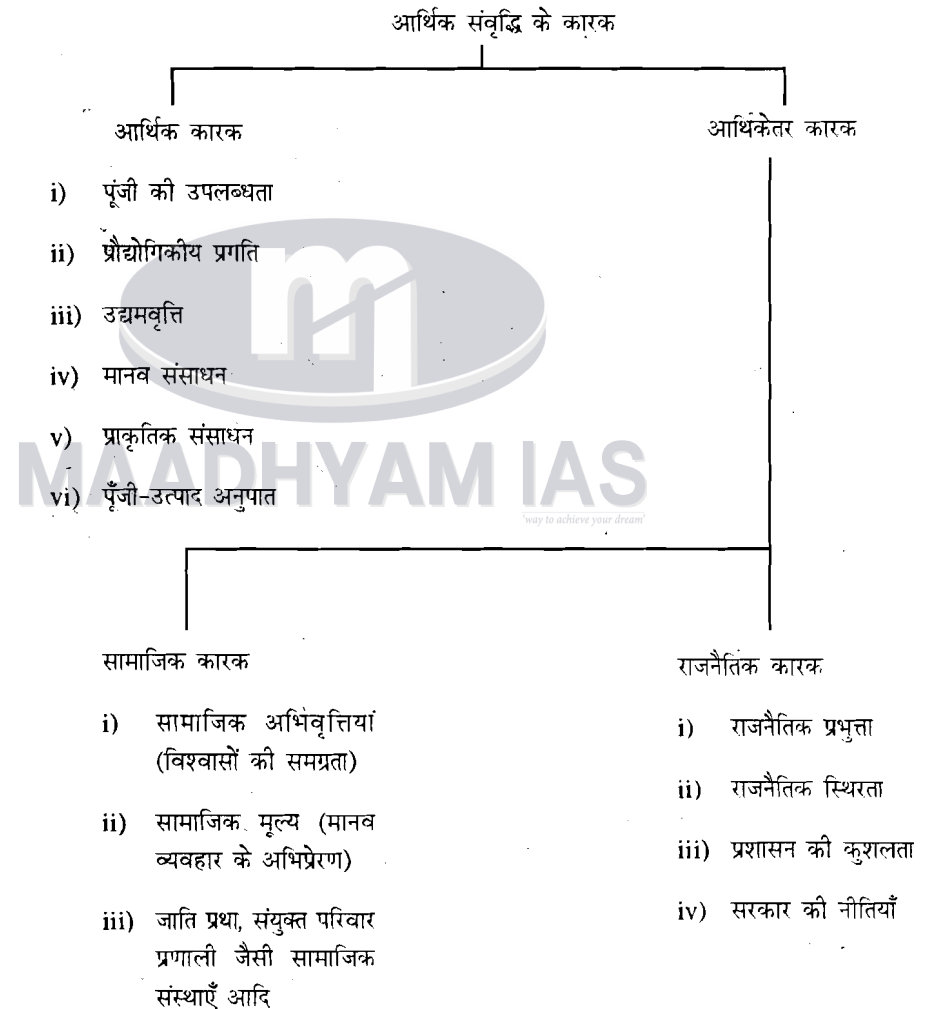 आर्थिक संवृद्धि के कारक
आर्थिक कारक
i) पूंजी की उपलब्धता
ii) प्रौद्योगिकीय प्रगति
iii) उद्यमवृत्ति
iv) मानव संसाधन
v) प्राकृतिक संसाधन
vi) पूँजी-उत्पाद अनुपात
आर्थिकेतर कारक
MAADHYAM IAS
'way to achieve your dream'
सामाजिक कारक
i) सामाजिक अभिवृत्तियां
(विश्वासों की समग्रता)
ii) सामाजिक मूल्य (मानव
व्यवहार के अभिप्रेरण)
iii) जाति प्रथा, संयुक्त परिवार
प्रणाली जैसी सामाजिक
संस्थाएँ आदि
राजनैतिक कारक
i) राजनैतिक प्रभुत्ता
ii) राजनैतिक स्थिरता
iii) प्रशासन की कुशलता
iv) सरकार की नीतियाँ